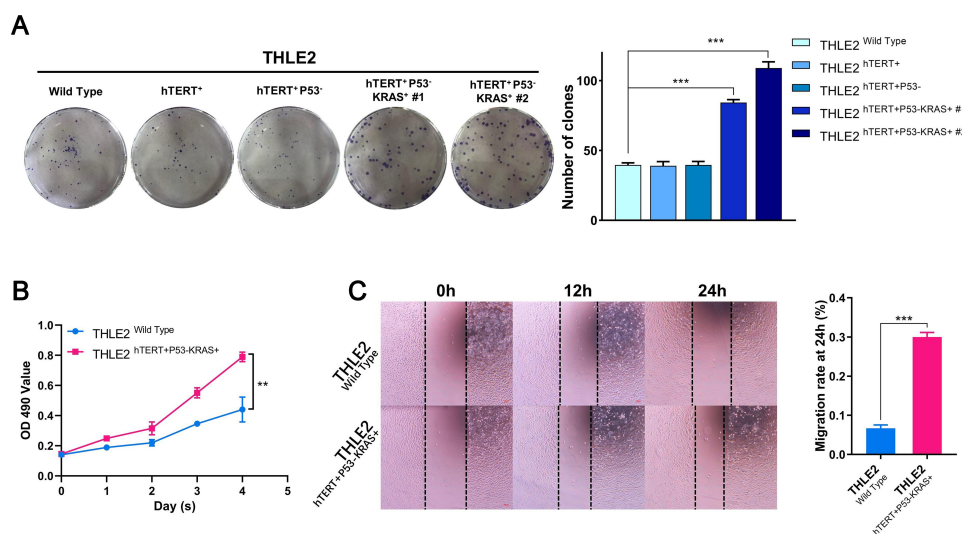 A
THLE2
Wild Type
hTERT⁺
hTERT⁺P53⁻
hTERT⁺P53⁻
KRAS⁺ #1
hTERT⁺P53⁻
KRAS⁺ #2
Number of clones
100
50
0
***
***
THLE2 Wild Type
THLE2 hTERT+
THLE2 hTERT+P53-
THLE2 hTERT+P53-KRAS+ #
THLE2 hTERT+P53-KRAS+ #
B
OD 490 Value
1.0
0.8
0.6
0.4
0.2
0.0
THLE2 Wild Type
THLE2 hTERT+P53-KRAS+
**
0
1
2
3
4
5
Day (s)
C
0h
12h
24h
THLE2
Wild Type
THLE2
hTERT+P53-KRAS+
Migration rate at 24h (%)
0.4
0.3
0.2
0.1
0.0
***
THLE2
Wild Type
THLE2
hTERT+P53-KRAS+